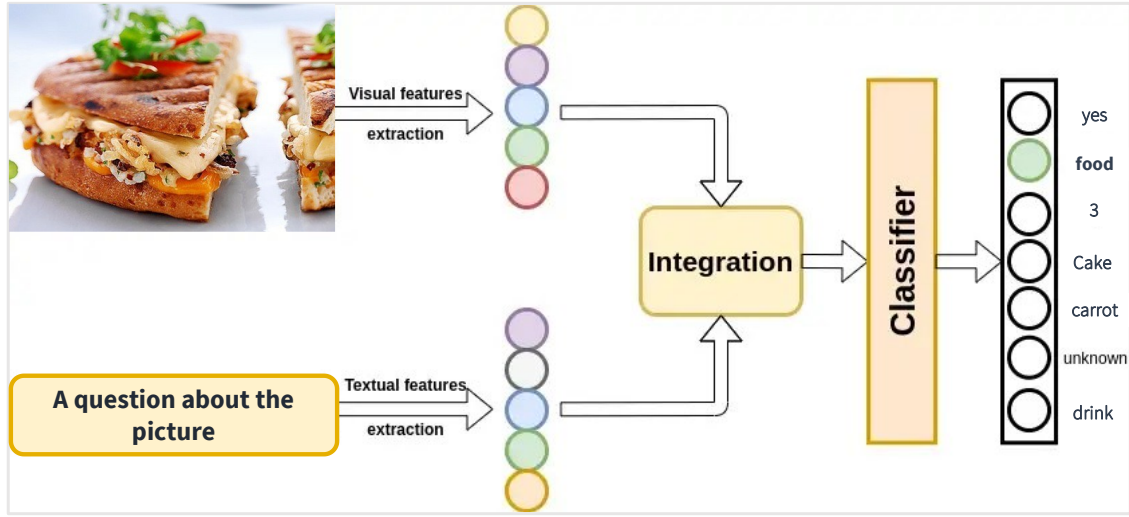 Visual features
extraction
A question about the
picture
Textual features
extraction
Integration
Classifier
yes
food
3
Cake
carrot
unknown
drink